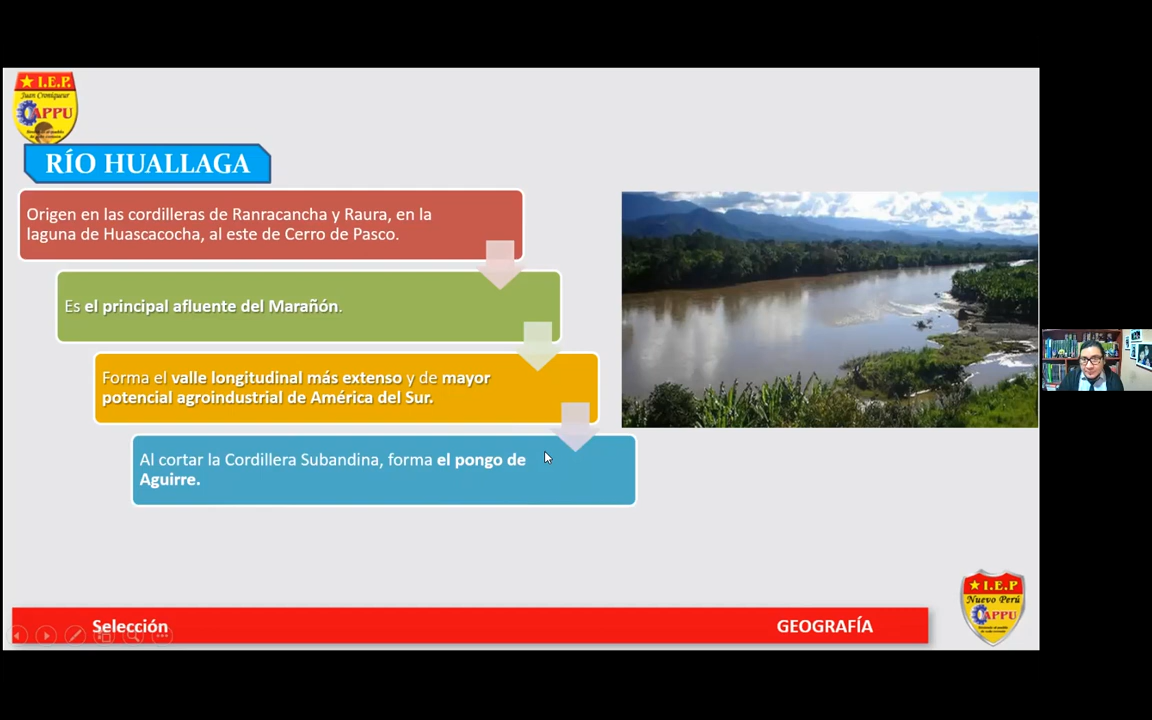 I.E.P.
Juan Croniqueur
APPU
RÍO HUALLAGA
Origen en las cordilleras de Ranracancha y Raura, en la
laguna de Huascacocha, al este de Cerro de Pasco.
Es el principal afluente del Marañón.
Forma el valle longitudinal más extenso y de mayor
potencial agroindustrial de América del Sur.
Al cortar la Cordillera Subandina, forma el pongo de
Aguirre.
I.E.P
Nuevo Perú
APPU
Selección
GEOGRAFÍA